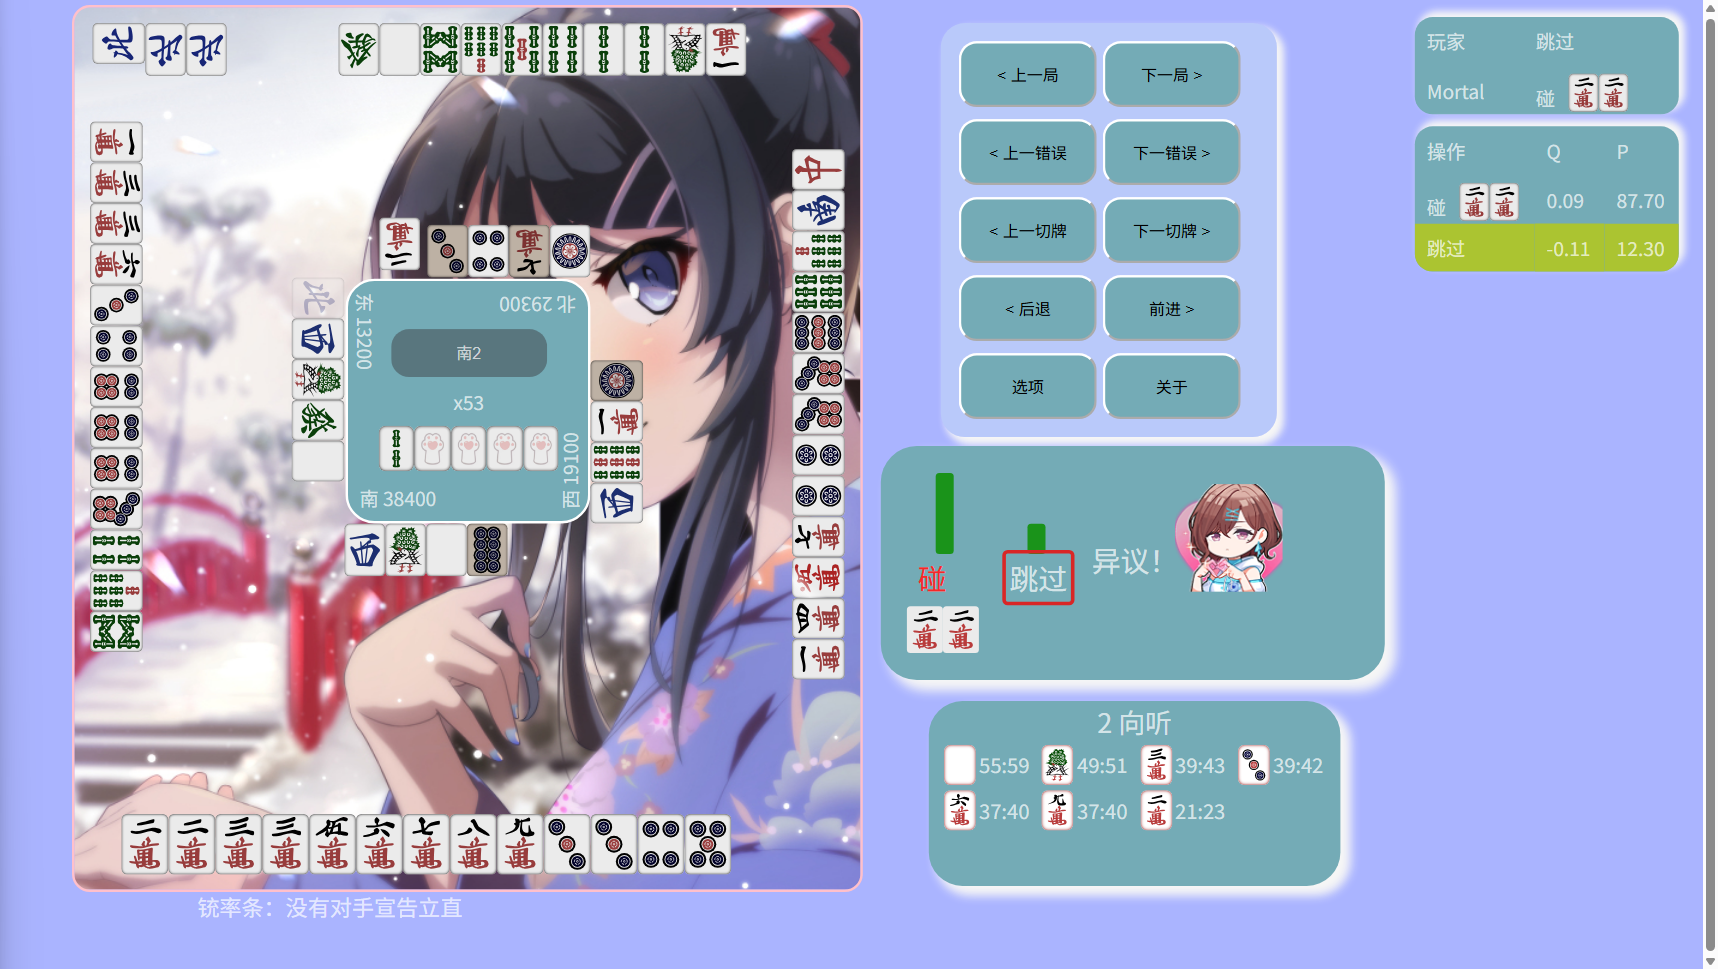 < 上一局
下一局 >
< 上一错误
下一错误 >
< 上一切牌
下一切牌 >
< 后退
前进 >
选项
关于
玩家 跳过
Mortal 碰
操作 Q P
碰 0.09 87.70
跳过 -0.11 12.30
北 29300
东 13200
南2
x53
西 19100
南 38400
碰
跳过
异议！
2 向听
55:59 49:51 39:43 39:42
37:40 37:40 21:23
铳率条：没有对手宣告立直